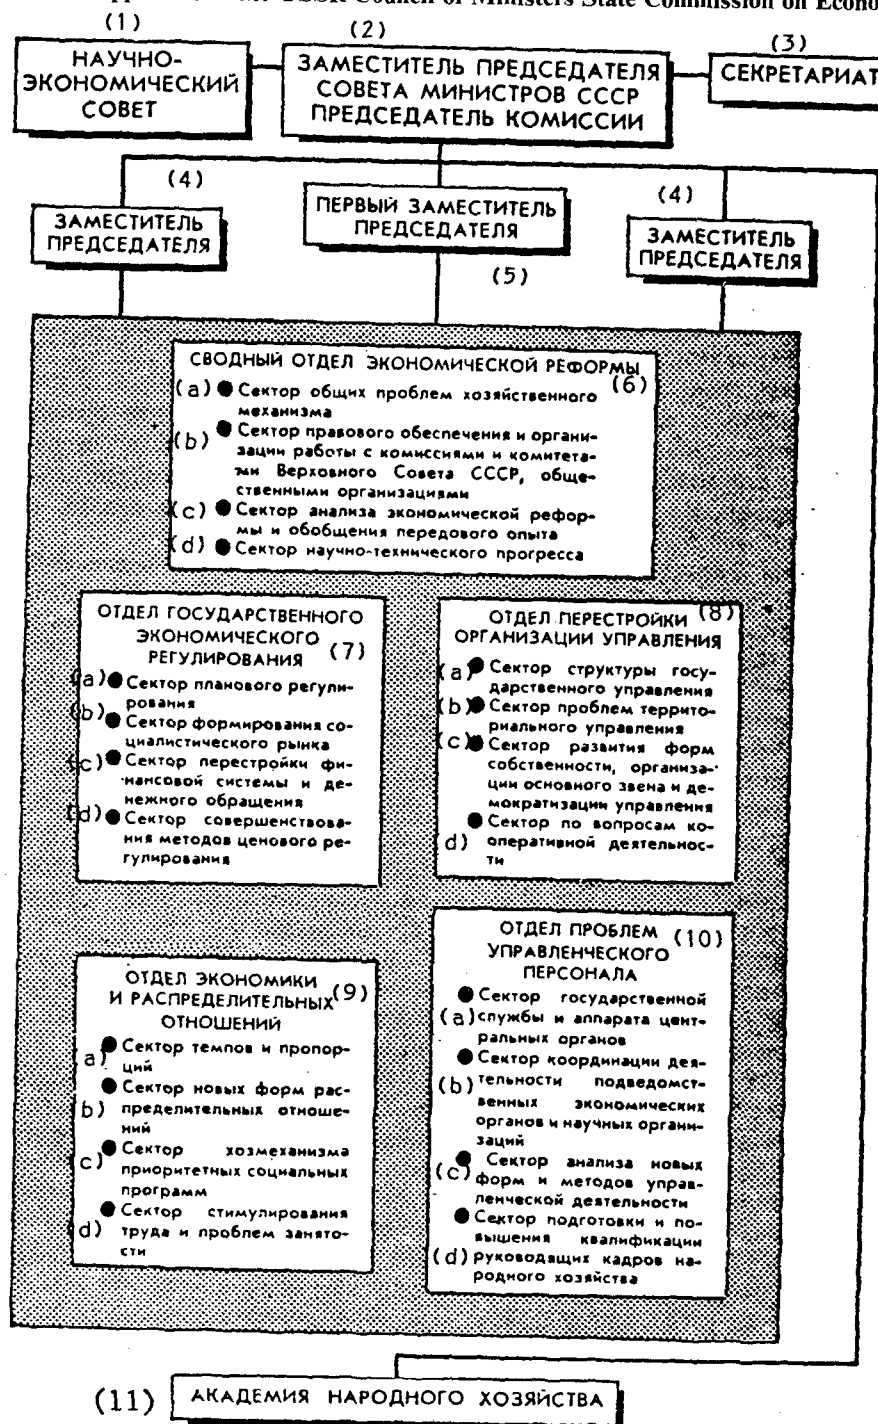 USSR Council of Ministers State Commission on Econo
(1)
(2)
(3)
НАУЧНО-
ЭКОНОМИЧЕСКИЙ
СОВЕТ
ЗАМЕСТИТЕЛЬ ПРЕДСЕДАТЕЛЯ
СОВЕТА МИНИСТРОВ СССР
ПРЕДСЕДАТЕЛЬ КОМИССИИ
СЕКРЕТАРИАТ
(4)
ЗАМЕСТИТЕЛЬ
ПРЕДСЕДАТЕЛЯ
ПЕРВЫЙ ЗАМЕСТИТЕЛЬ
ПРЕДСЕДАТЕЛЯ
(5)
(4)
ЗАМЕСТИТЕЛЬ
ПРЕДСЕДАТЕЛЯ
СВОДНЫЙ ОТДЕЛ ЭКОНОМИЧЕСКОЙ РЕФОРМЫ
(6)
(a) ● Сектор общих проблем хозяйственного
механизма
(b) ● Сектор правового обеспечения и органи-
зации работы с комиссиями и комитета-
ми Верховного Совета СССР, обще-
ственными организациями
(c) ● Сектор анализа экономической рефор-
мы и обобщения передового опыта
(d) ● Сектор научно-технического прогресса
ОТДЕЛ ГОСУДАРСТВЕННОГО
ЭКОНОМИЧЕСКОГО
РЕГУЛИРОВАНИЯ (7)
(a) ● Сектор планового регули-
рования
(b) ● Сектор формирования со-
циалистического рынка
(c) ● Сектор перестройки фи-
нансовой системы и де-
нежного обращения
(d) ● Сектор совершенствова-
ния методов ценового ре-
гулирования
ОТДЕЛ ПЕРЕСТРОЙКИ (8)
ОРГАНИЗАЦИИ УПРАВЛЕНИЯ
(a) ● Сектор структуры госу-
дарственного управления
(b) ● Сектор проблем террито-
риального управления
(c) ● Сектор развития форм
собственности, организа-
ции основного звена и де-
мократизации управления
● Сектор по вопросам ко-
d) оперативной деятельнос-
ти
ОТДЕЛ ЭКОНОМИКИ
И РАСПРЕДЕЛИТЕЛЬНЫХ (9)
ОТНОШЕНИЙ
a) ● Сектор темпов и пропор-
ций
● Сектор новых форм рас-
b) пределительных отноше-
ний
● Сектор хозмеханизма
(c) приоритетных социальных
программ
● Сектор стимулирования
(d) труда и проблем занято-
сти
ОТДЕЛ ПРОБЛЕМ (10)
УПРАВЛЕНЧЕСКОГО
ПЕРСОНАЛА
● Сектор государственной
(a) службы и аппарата цент-
ральных органов
● Сектор координации дея-
(b) тельности подведомст-
венных экономических
органов и научных органи-
заций
● Сектор анализа новых
(c) форм и методов управ-
ленческой деятельности
● Сектор подготовки и по-
вышения квалификации
(d) руководящих кадров на-
родного хозяйства
(11) АКАДЕМИЯ НАРОДНОГО ХОЗЯЙСТВА